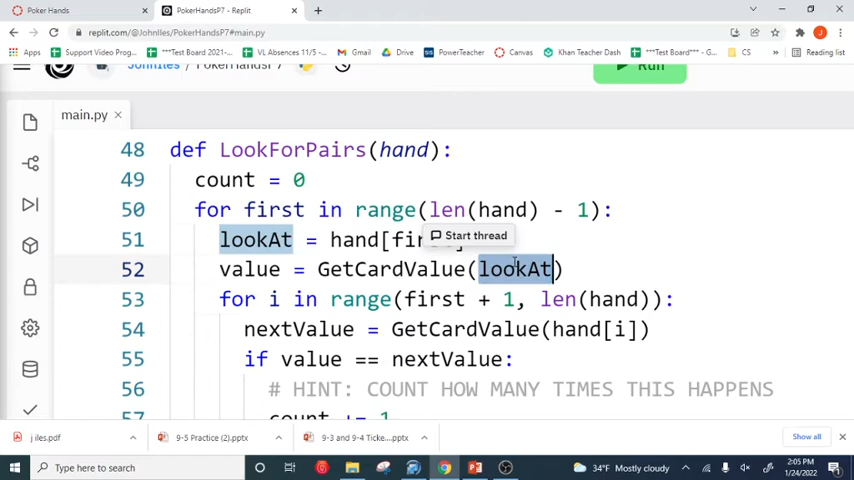 Poker Hands
PokerHandsP7 - Replit
replit.com/@JohnIles/PokerHandsP7#main.py
Apps
Support Video Prog...
***Test Board 2021-...
VL Absences 11/5 -...
Gmail
Drive
PowerTeacher
Canvas
Khan Teacher Dash
***Test Board 2020-...
CS
»
Reading list
JohnIles / PokerHandsP7
Run
main.py
48 def LookForPairs(hand):
49 count = 0
50 for first in range(len(hand) - 1):
51 lookAt = hand[first]
Start thread
52 value = GetCardValue(lookAt)
53 for i in range(first + 1, len(hand)):
54 nextValue = GetCardValue(hand[i])
55 if value == nextValue:
56 # HINT: COUNT HOW MANY TIMES THIS HAPPENS
57 count += 1
j iles.pdf
9-5 Practice (2).pptx
9-3 and 9-4 Ticke....pptx
Show all
Type here to search
34°F Mostly cloudy
2:05 PM
1/24/2022